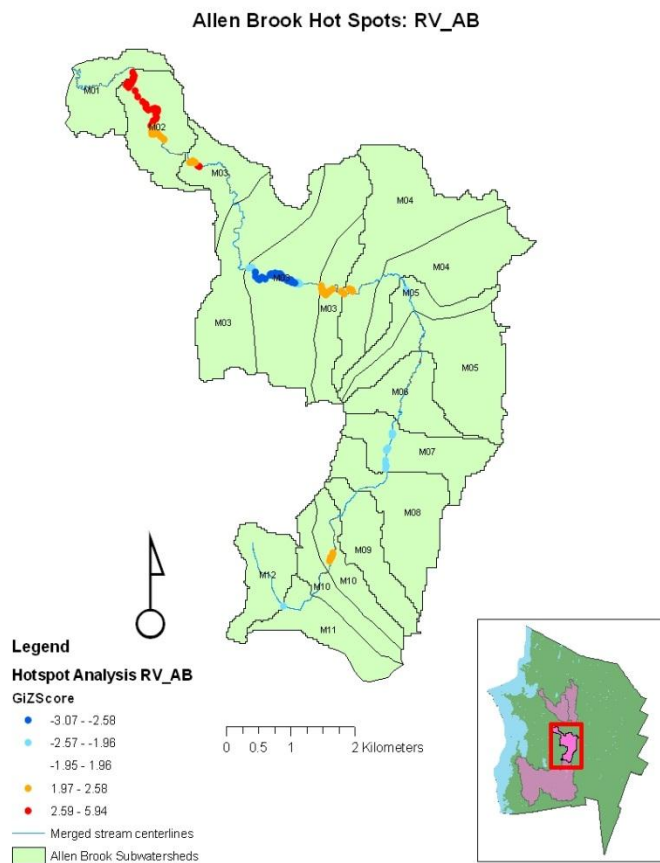 Allen Brook Hot Spots: RV_AB
M01
M02
M03
M04
M04
M03
M03
M03
M05
M05
M06
M07
M08
M09
M12
M10
M10
M11
Legend
Hotspot Analysis RV_AB
GiZScore
-3.07 - -2.58
-2.57 - -1.96
-1.95 - 1.96
1.97 - 2.58
2.59 - 5.94
Merged stream centerlines
Allen Brook Subwatersheds
0 0.5 1 2 Kilometers